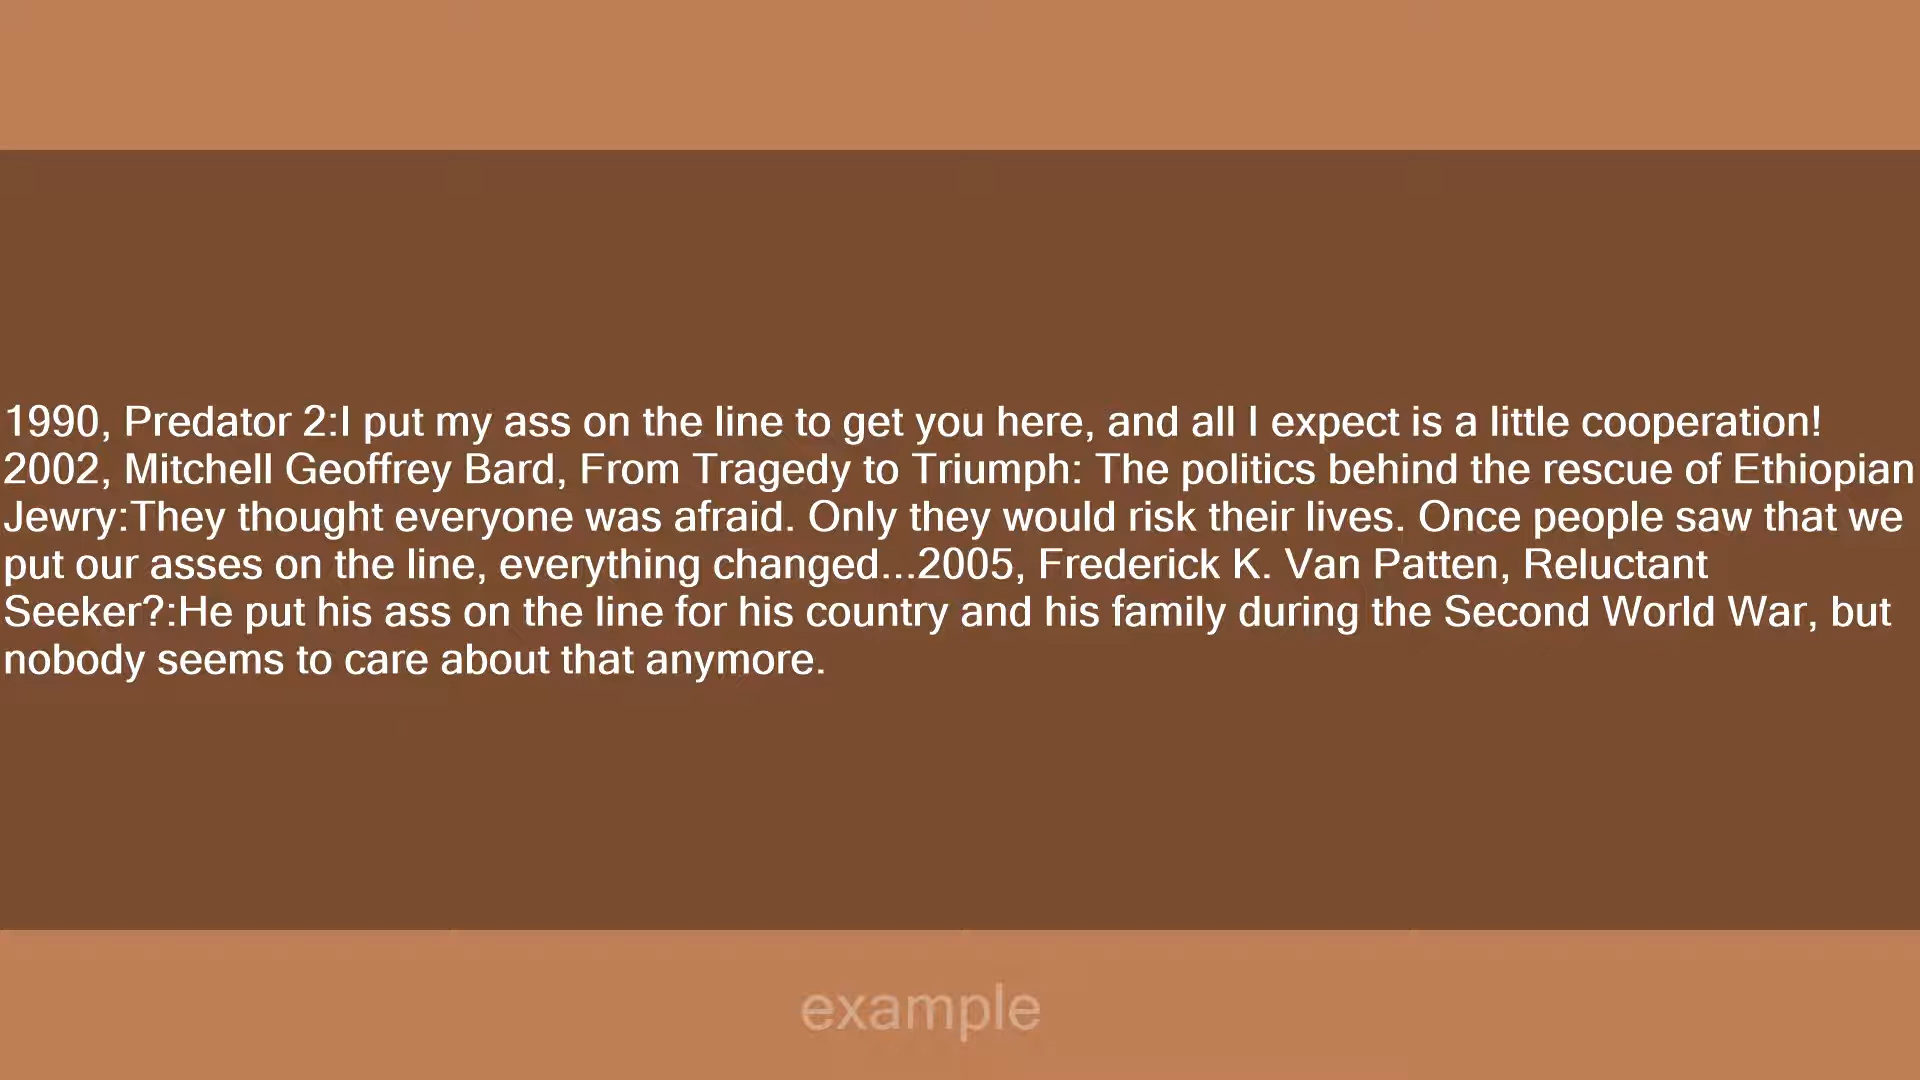 1990, Predator 2:I put my ass on the line to get you here, and all I expect is a little cooperation!
2002, Mitchell Geoffrey Bard, From Tragedy to Triumph: The politics behind the rescue of Ethiopian
Jewry:They thought everyone was afraid. Only they would risk their lives. Once people saw that we
put our asses on the line, everything changed...2005, Frederick K. Van Patten, Reluctant
Seeker?:He put his ass on the line for his country and his family during the Second World War, but
nobody seems to care about that anymore.
example